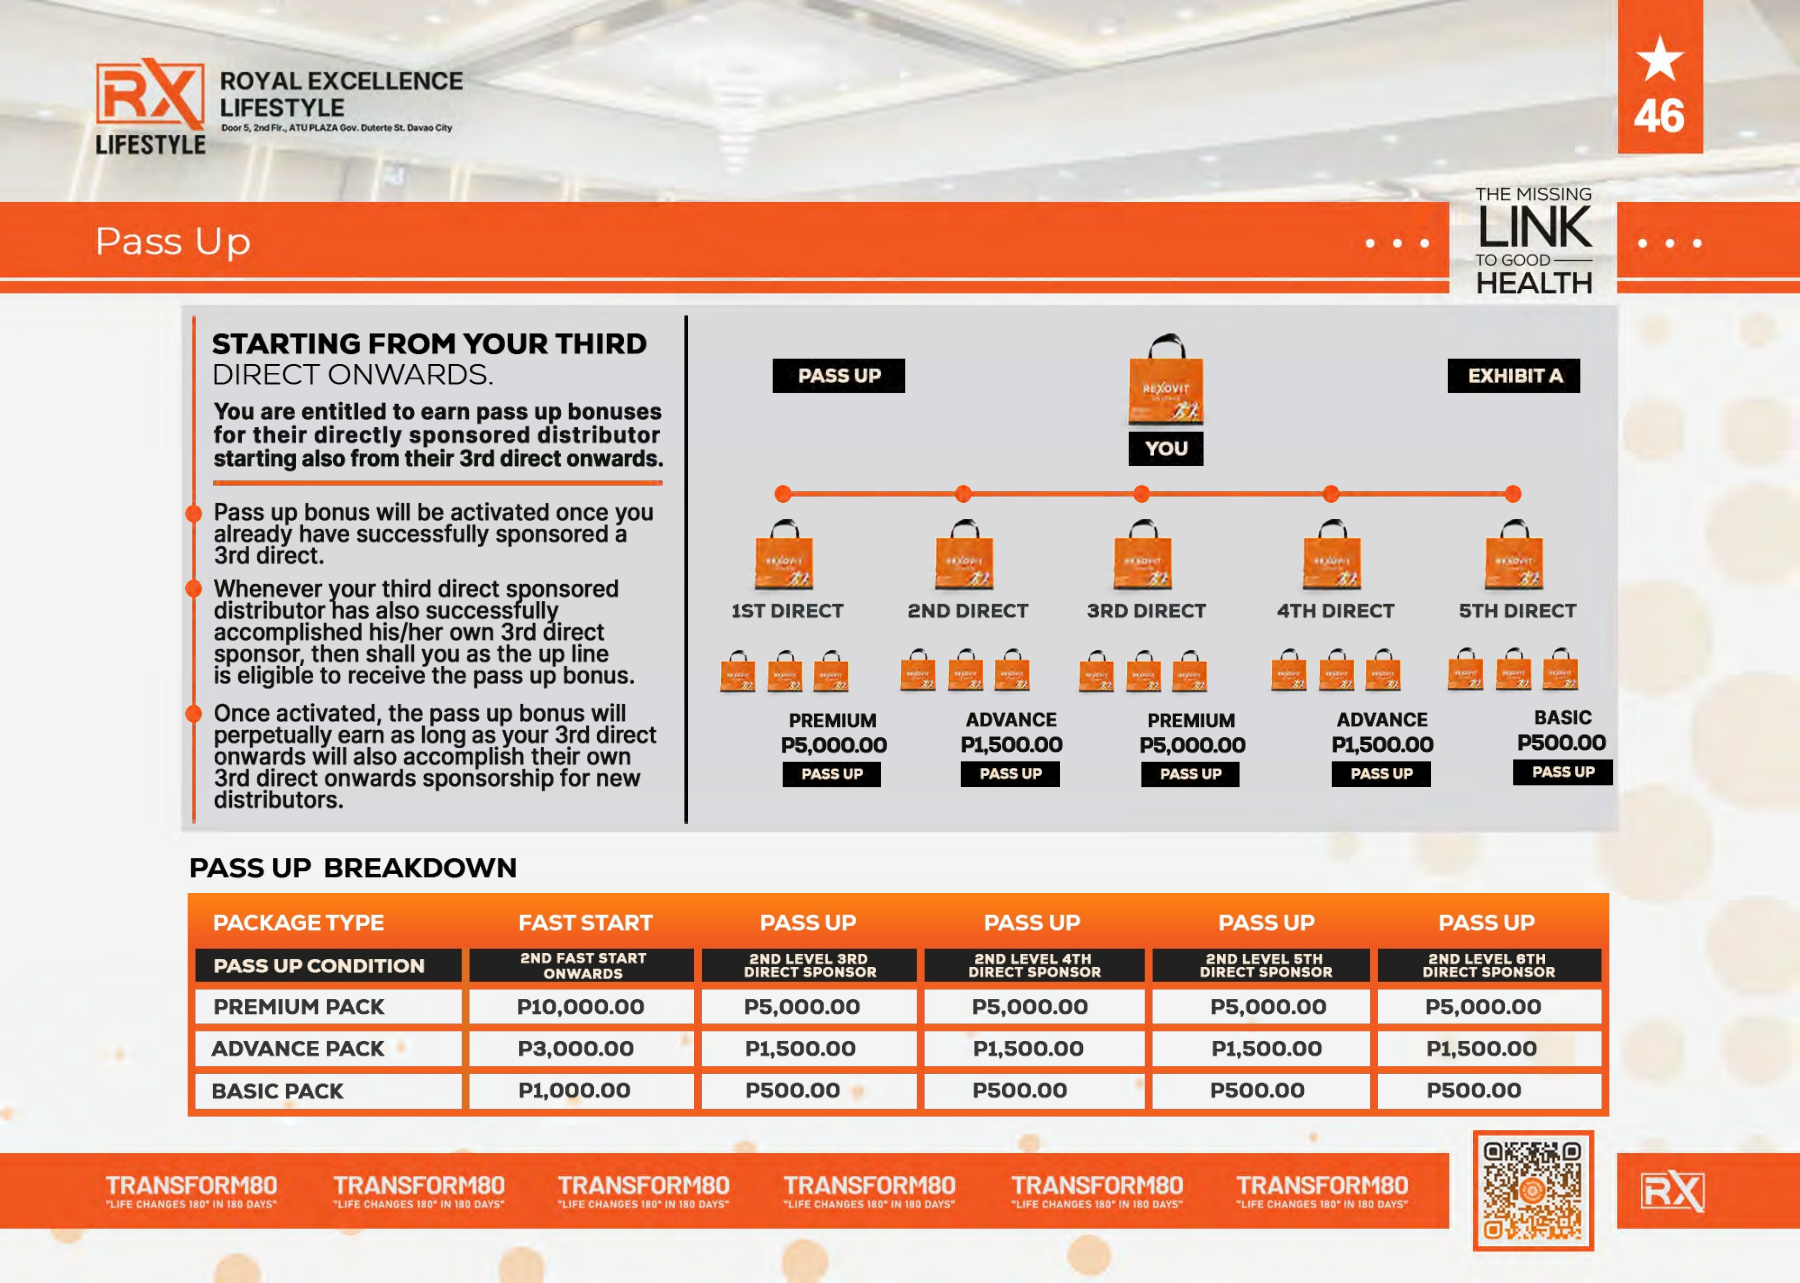 RX
LIFESTYLE
ROYAL EXCELLENCE
LIFESTYLE
Door 5, 2nd Flr., ATU PLAZA Gov. Duterte St. Davao City
46
Pass Up
THE MISSING
LINK
TO GOOD
HEALTH
STARTING FROM YOUR THIRD
DIRECT ONWARDS.
You are entitled to earn pass up bonuses
for their directly sponsored distributor
starting also from their 3rd direct onwards.
Pass up bonus will be activated once you
already have successfully sponsored a
3rd direct.
Whenever your third direct sponsored
distributor has also successfully
accomplished his/her own 3rd direct
sponsor, then shall you as the up line
is eligible to receive the pass up bonus.
Once activated, the pass up bonus will
perpetually earn as long as your 3rd direct
onwards will also accomplish their own
3rd direct onwards sponsorship for new
distributors.
PASS UP
REXOVIT
EXHIBIT A
YOU
REXOVIT REXOVIT REXOVIT REXOVIT REXOVIT
1ST DIRECT 2ND DIRECT 3RD DIRECT 4TH DIRECT 5TH DIRECT
PREMIUM ADVANCE PREMIUM ADVANCE BASIC
P5,000.00 P1,500.00 P5,000.00 P1,500.00 P500.00
PASS UP PASS UP PASS UP PASS UP PASS UP
PASS UP BREAKDOWN
PACKAGE TYPE FAST START PASS UP PASS UP PASS UP PASS UP
PASS UP CONDITION 2ND FAST START ONWARDS 2ND LEVEL 3RD DIRECT SPONSOR 2ND LEVEL 4TH DIRECT SPONSOR 2ND LEVEL 5TH DIRECT SPONSOR 2ND LEVEL 6TH DIRECT SPONSOR
PREMIUM PACK P10,000.00 P5,000.00 P5,000.00 P5,000.00 P5,000.00
ADVANCE PACK P3,000.00 P1,500.00 P1,500.00 P1,500.00 P1,500.00
BASIC PACK P1,000.00 P500.00 P500.00 P500.00 P500.00
TRANSFORM80 TRANSFORM80 TRANSFORM80 TRANSFORM80 TRANSFORM80 TRANSFORM80
"LIFE CHANGES 180° IN 180 DAYS" "LIFE CHANGES 180° IN 180 DAYS" "LIFE CHANGES 180° IN 180 DAYS" "LIFE CHANGES 180° IN 180 DAYS" "LIFE CHANGES 180° IN 180 DAYS" "LIFE CHANGES 180° IN 180 DAYS"
RX